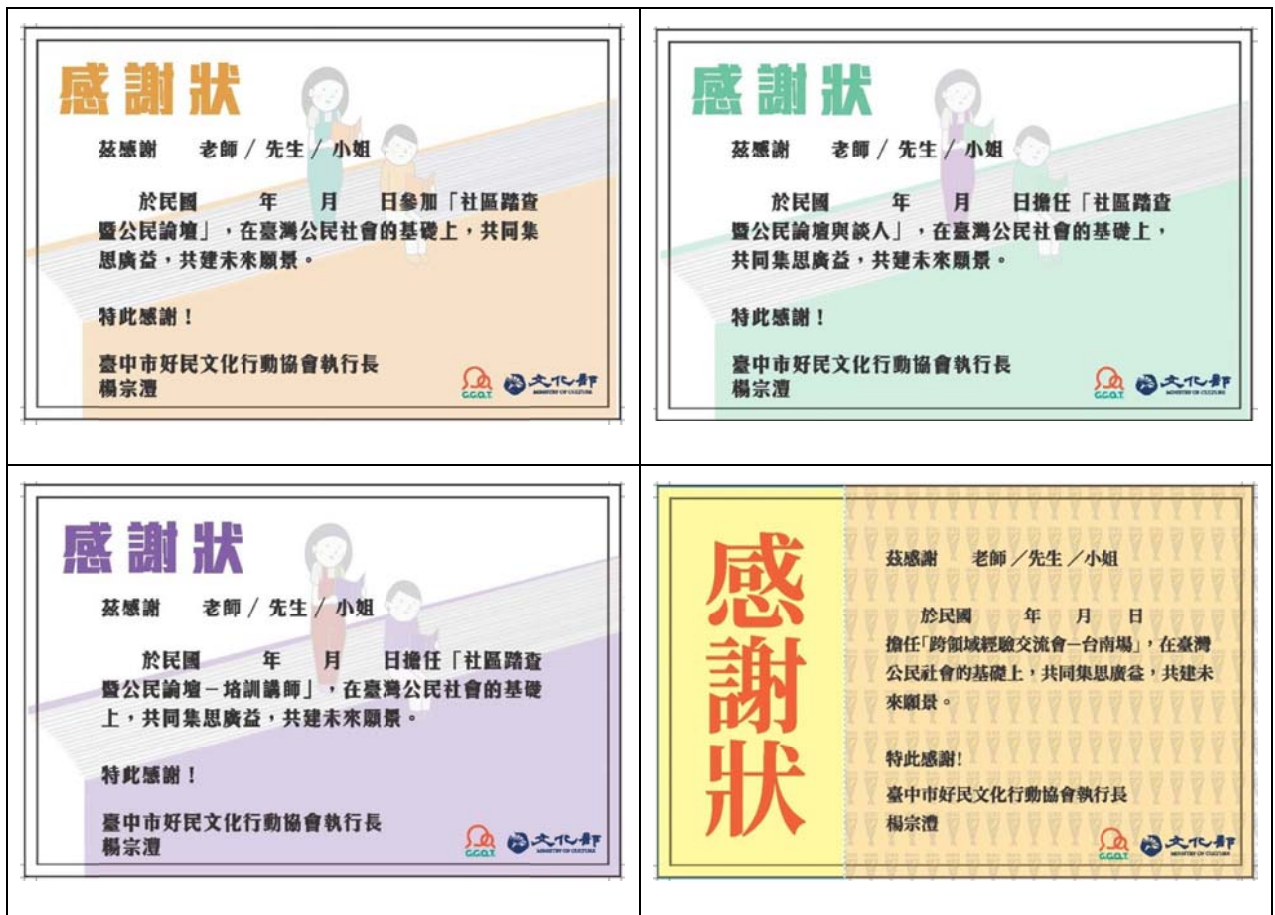 感謝狀
茲感謝　　老師 / 先生 / 小姐
於民國　　年　　月　　日參加「社區踏查
暨公民論壇」，在臺灣公民社會的基礎上，共同集
思廣益，共建未來願景。
特此感謝！
臺中市好民文化行動協會執行長
楊宗澧
G.G.O.T.
文化部
MINISTRY OF CULTURE
感謝狀
茲感謝　　老師 / 先生 / 小姐
於民國　　年　　月　　日擔任「社區踏查
暨公民論壇與談人」，在臺灣公民社會的基礎上，
共同集思廣益，共建未來願景。
特此感謝！
臺中市好民文化行動協會執行長
楊宗澧
G.G.O.T.
文化部
MINISTRY OF CULTURE
感謝狀
茲感謝　　老師 / 先生 / 小姐
於民國　　年　　月　　日擔任「社區踏查
暨公民論壇－培訓講師」，在臺灣公民社會的基礎
上，共同集思廣益，共建未來願景。
特此感謝！
臺中市好民文化行動協會執行長
楊宗澧
G.G.O.T.
文化部
MINISTRY OF CULTURE
感謝狀
茲感謝　　老師／先生／小姐
於民國　　年　　月　　日
擔任「跨領域經驗交流會－台南場」，在臺灣
公民社會的基礎上，共同集思廣益，共建未
來願景。
特此感謝!
臺中市好民文化行動協會執行長
楊宗澧
G.G.O.T.
文化部
MINISTRY OF CULTURE